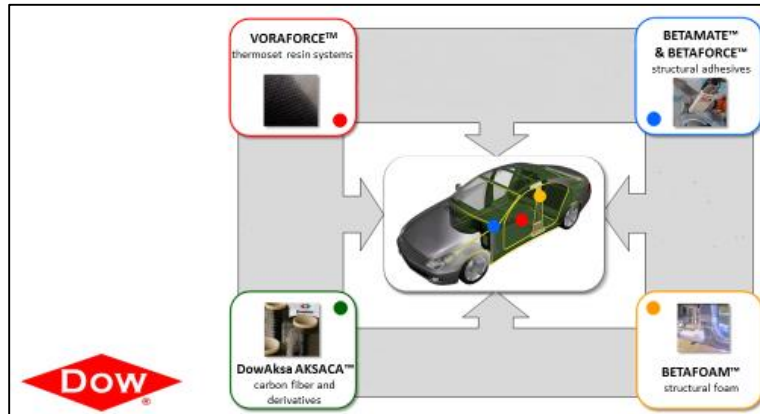 VORAFORCE™
thermoset resin systems
BETAMATE™
& BETAFORCE™
structural adhesives
DowAksa AKSACA™
carbon fiber and
derivatives
BETAFOAM™
structural foam
Dow
®